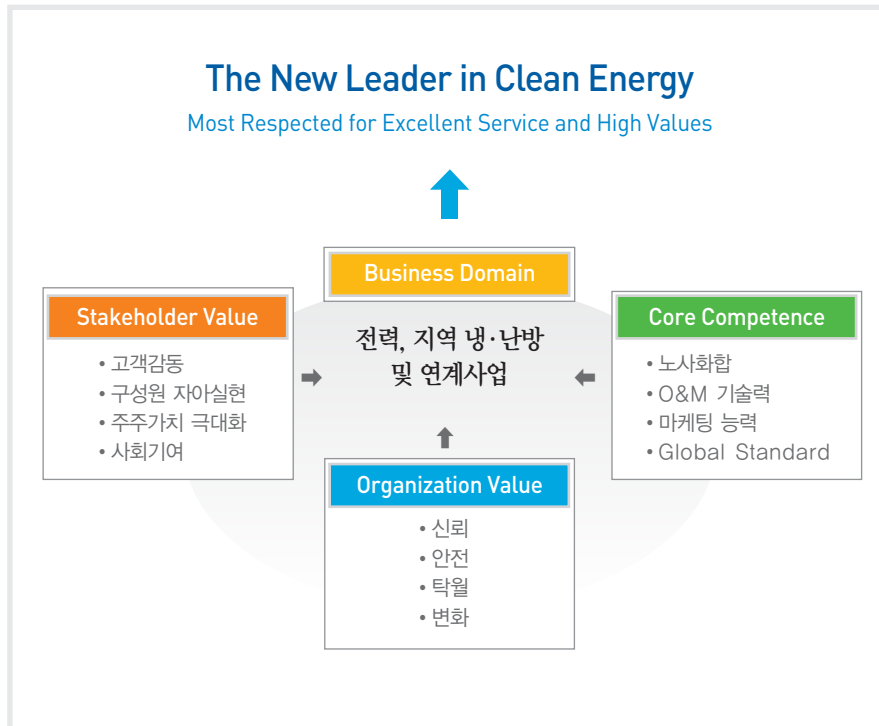 The New Leader in Clean Energy
Most Respected for Excellent Service and High Values
Business Domain
전력, 지역 냉·난방
및 연계사업
Stakeholder Value
• 고객감동
• 구성원 자아실현
• 주주가치 극대화
• 사회기여
Core Competence
• 노사화합
• O&M 기술력
• 마케팅 능력
• Global Standard
Organization Value
• 신뢰
• 안전
• 탁월
• 변화